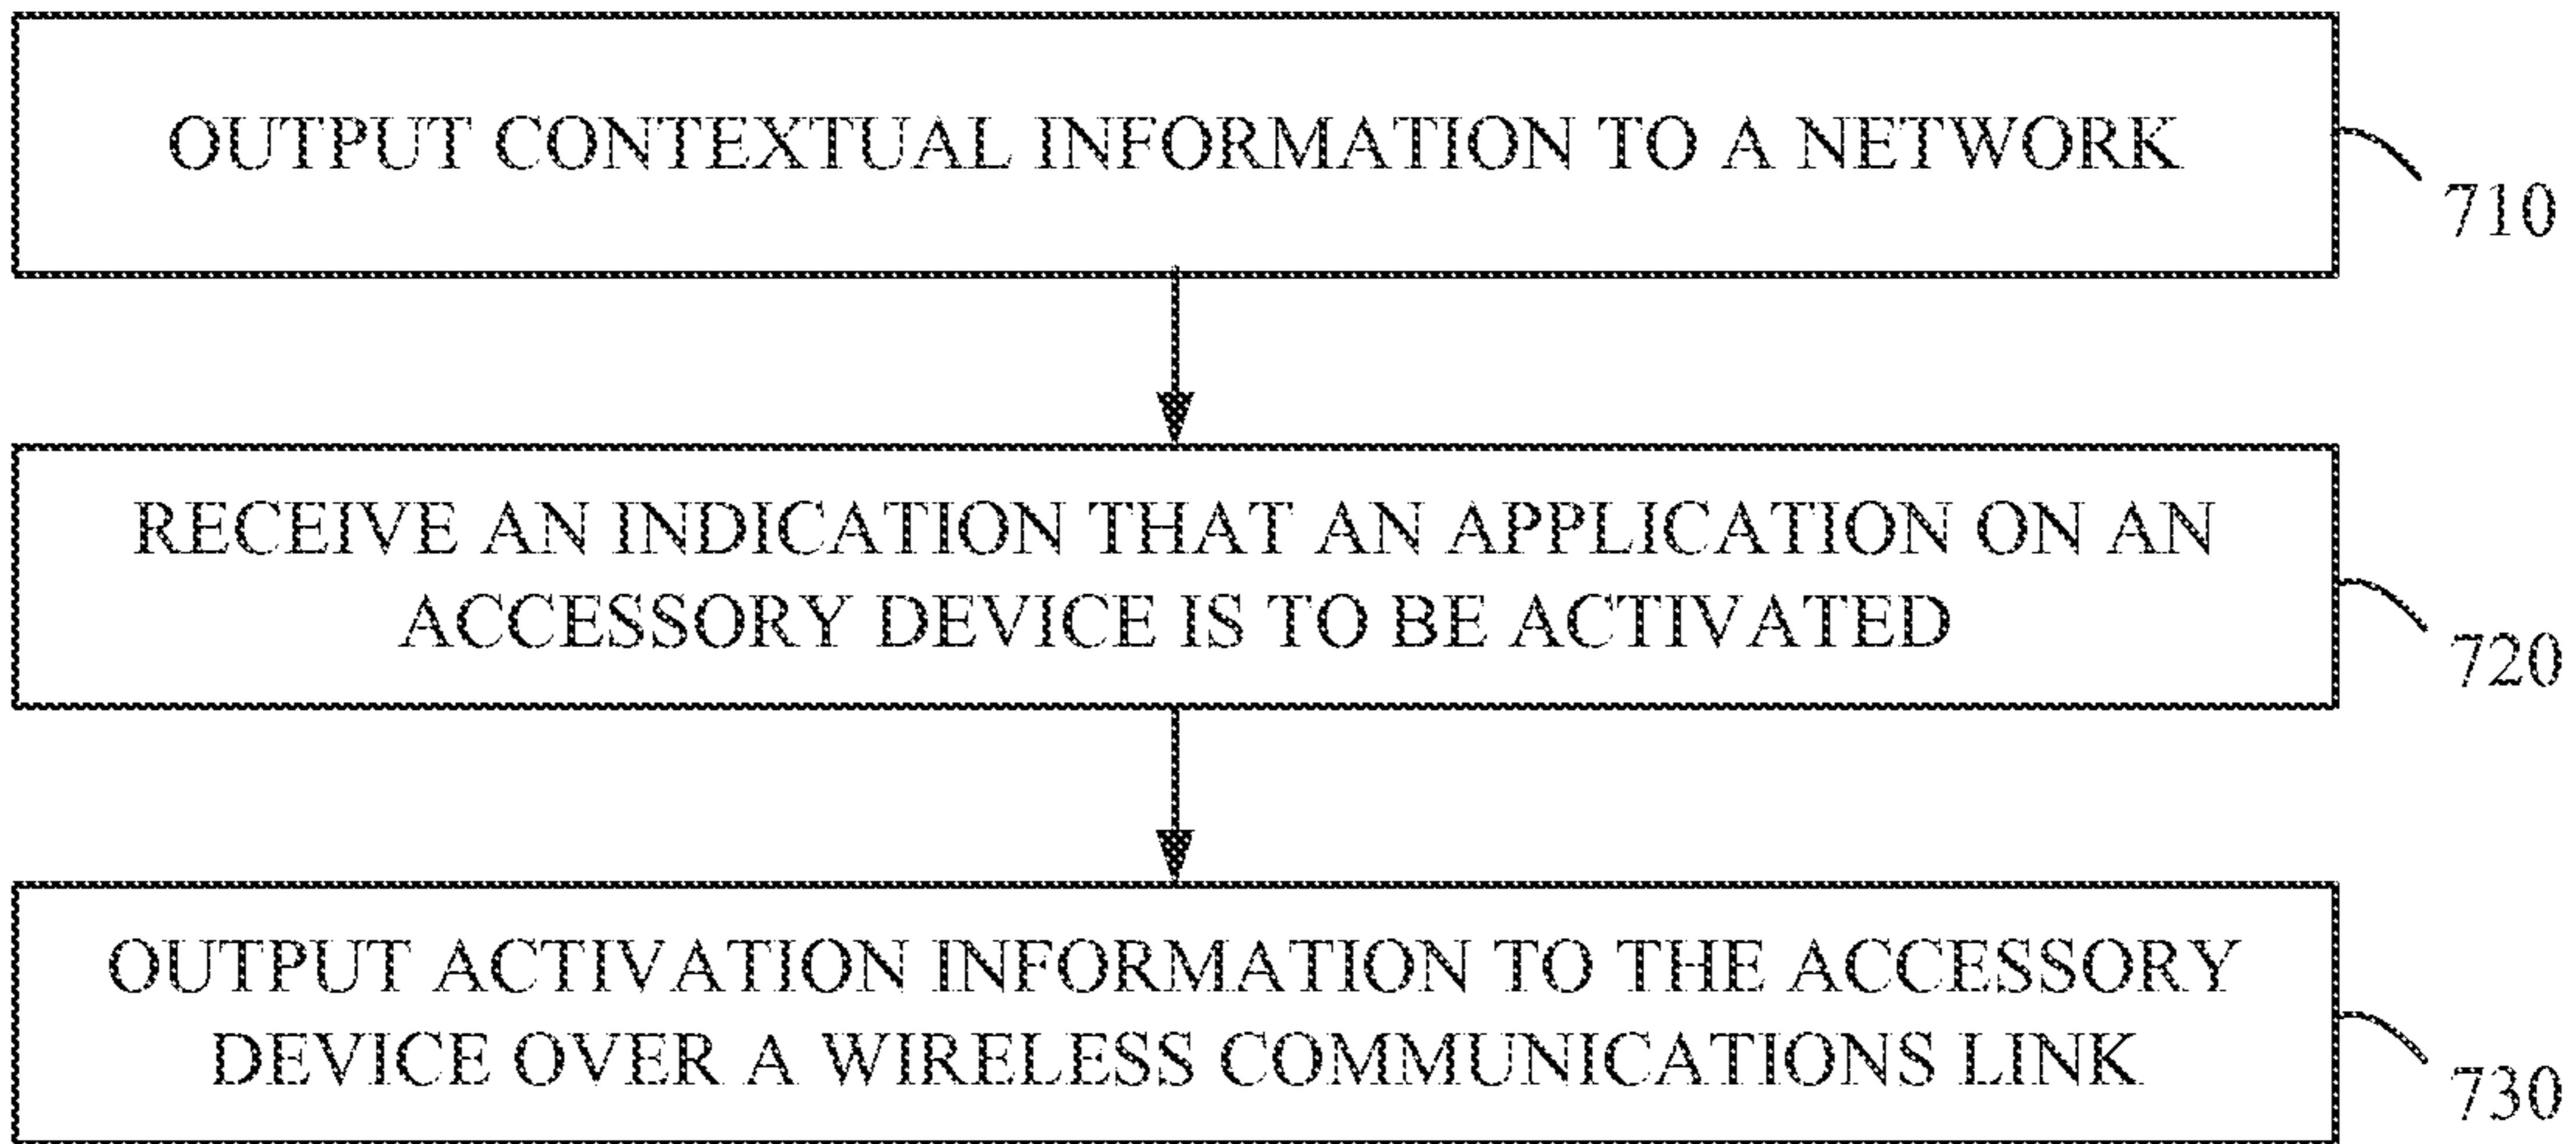 OUTPUT CONTEXTUAL INFORMATION TO A NETWORK
710
RECEIVE AN INDICATION THAT AN APPLICATION ON AN
ACCESSORY DEVICE IS TO BE ACTIVATED
720
OUTPUT ACTIVATION INFORMATION TO THE ACCESSORY
DEVICE OVER A WIRELESS COMMUNICATIONS LINK
730